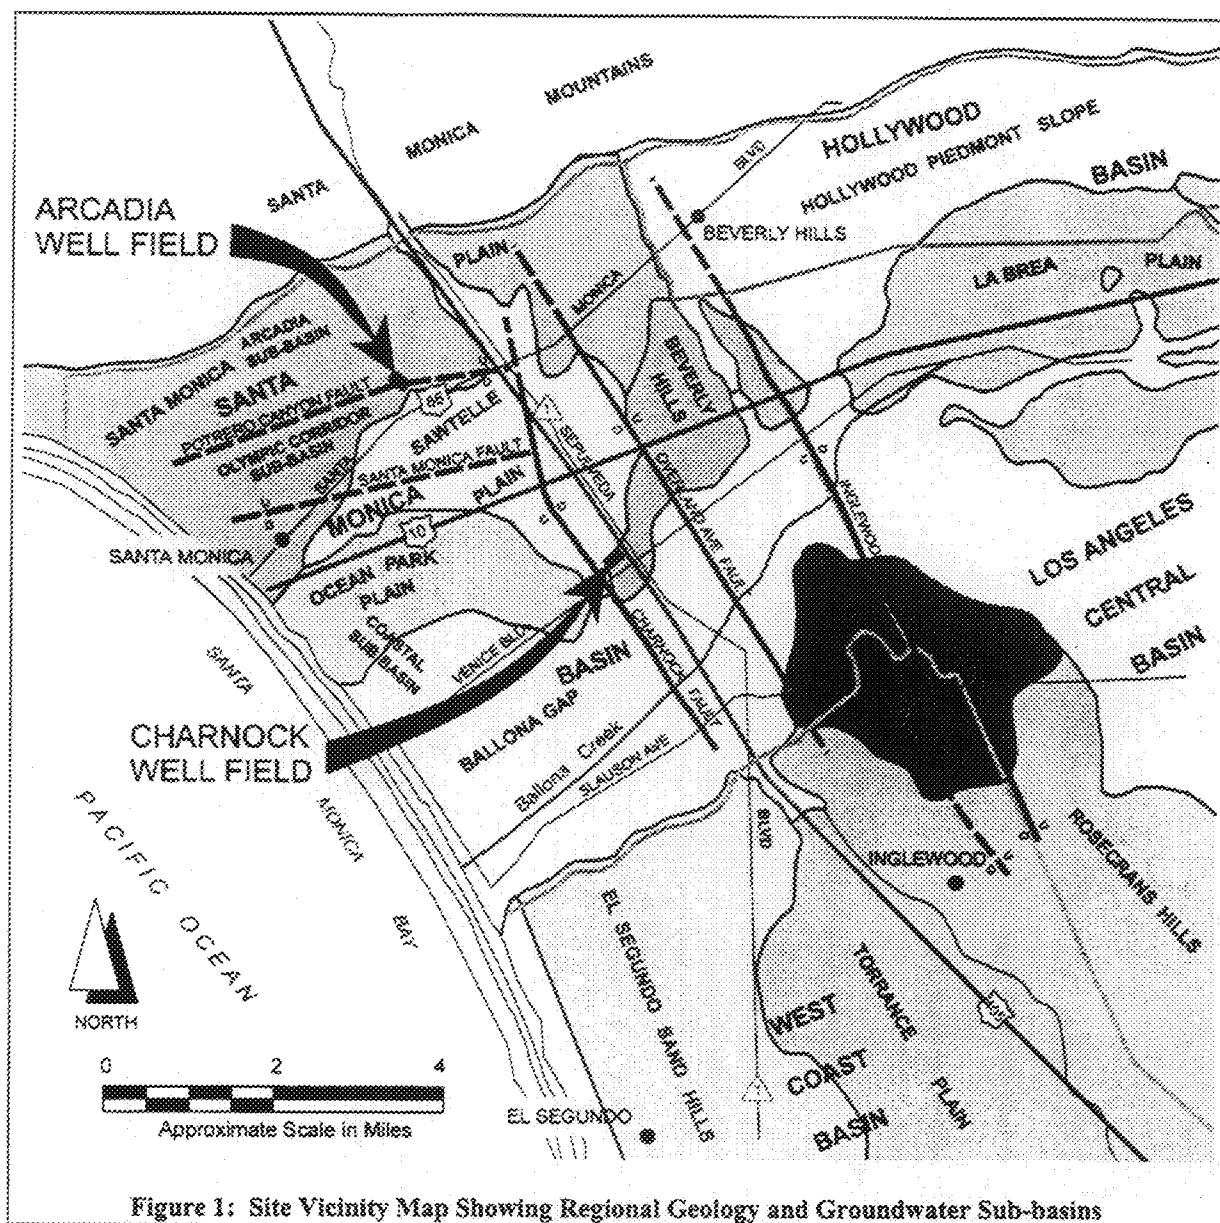 MOUNTAINS
MONICA
SANTA
HOLLYWOOD
HOLLYWOOD PIEDMONT SLOPE
BASIN
BLVD
ARCADIA
WELL FIELD
PLAIN
MONICA
BEVERLY HILLS
LA BREA
PLAIN
SANTA MONICA
ARCADIA
SUB-BASIN
SANTA
POTRERO CANYON FAULT
OLYMPIC CORRIDOR
SUB-BASIN
SANTA
SAWTELLE
SANTA MONICA FAULT
PLAIN
MONICA
10
BEVERLY
HILLS
SEPULVEDA
OVERLAND AVE FAULT
INGLEWOOD
SANTA MONICA
OCEAN PARK
PLAIN
COASTAL
SUB-BASIN
LOS ANGELES
CENTRAL
BASIN
VENICE BLVD
CHARNOCK FAULT
BASIN
BALLONA GAP
Ballona Creek
SLAUSON AVE
CHARNOCK
WELL FIELD
SANTA
MONICA
BAY
PACIFIC OCEAN
BLVD
INGLEWOOD
ROSECRANS HILLS
EL SEGUNDO SAND HILLS
TORRANCE
PLAIN
WEST
COAST
BASIN
NORTH
0 2 4
Approximate Scale in Miles
EL SEGUNDO
Figure 1: Site Vicinity Map Showing Regional Geology and Groundwater Sub-basins